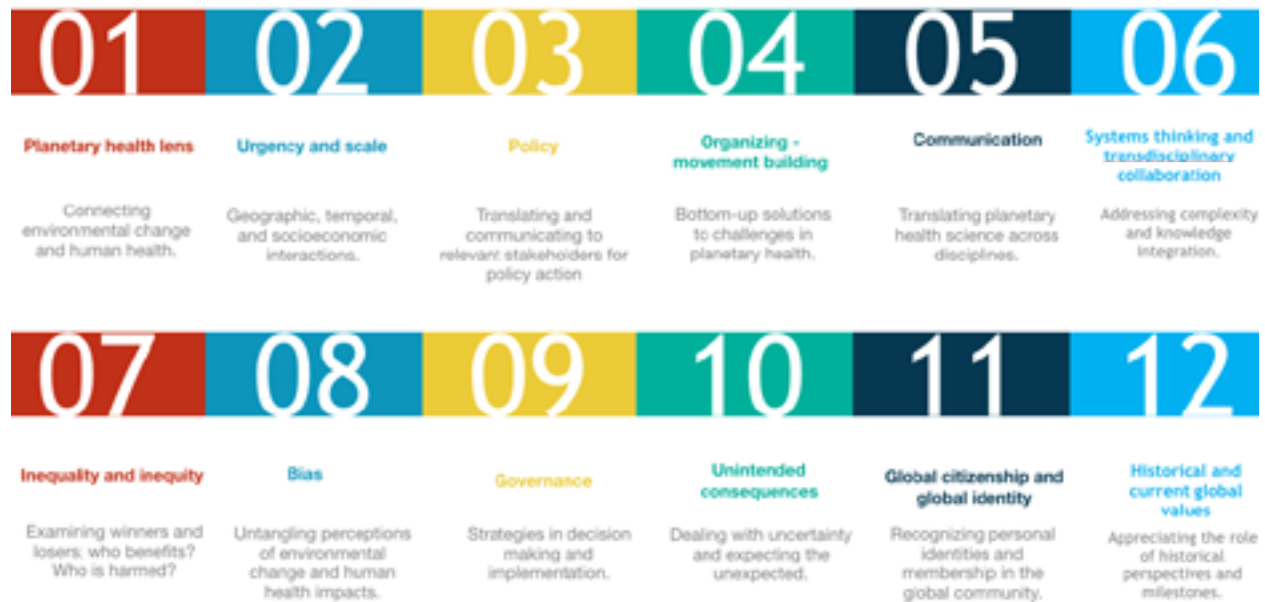 01
02
03
04
05
06
Planetary health lens
Connecting
environmental change
and human health.
Urgency and scale
Geographic, temporal,
and socioeconomic
interactions.
Policy
Translating and
communicating to
relevant stakeholders for
policy action
Organizing -
movement building
Bottom-up solutions
to challenges in
planetary health.
Communication
Translating planetary
health science across
disciplines.
Systems thinking and
transdisciplinary
collaboration
Addressing complexity
and knowledge
integration.
07
08
09
10
11
12
Inequality and inequity
Examining winners and
losers: who benefits?
Who is harmed?
Bias
Untangling perceptions
of environmental
change and human
health impacts.
Governance
Strategies in decision
making and
implementation.
Unintended
consequences
Dealing with uncertainty
and expecting the
unexpected.
Global citizenship and
global identity
Recognizing personal
identities and
membership in the
global community.
Historical and
current global
values
Appreciating the role
of historical
perspectives and
milestones.